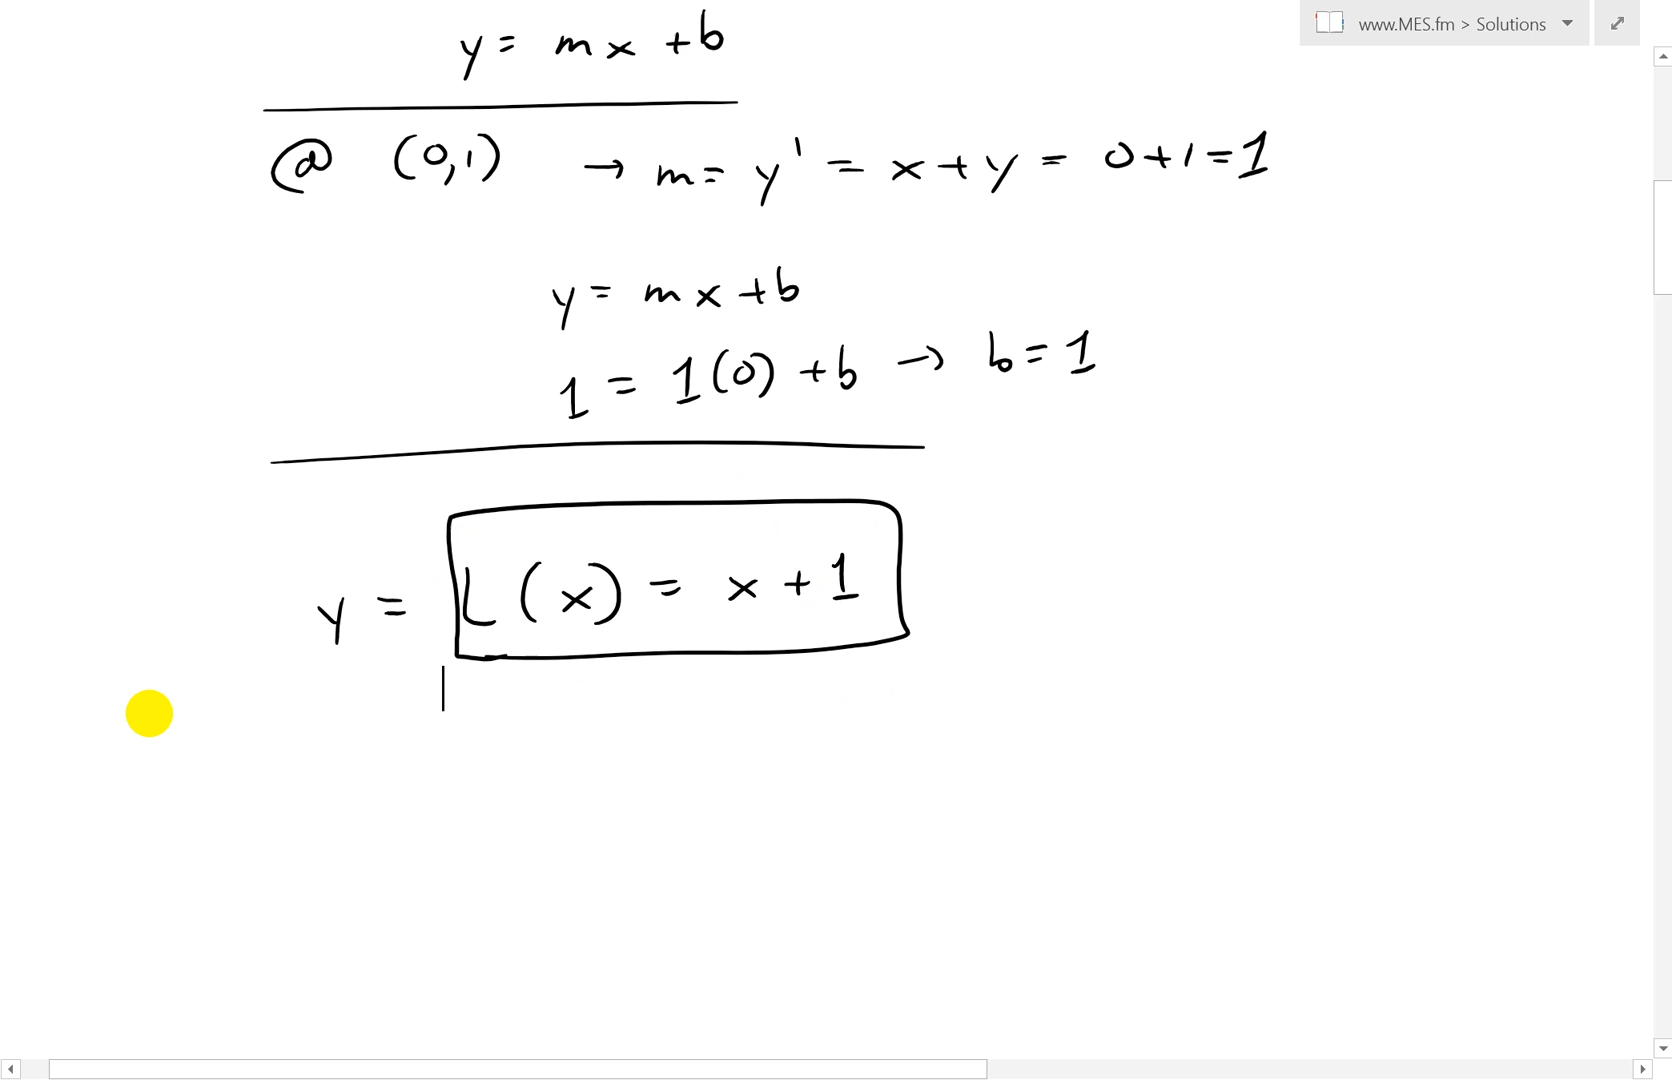 www.MES.fm > Solutions
y = mx + b
@ (0,1) → m = y' = x + y = 0 + 1 = 1
y = mx + b
1 = 1(0) + b → b = 1
y = L(x) = x + 1